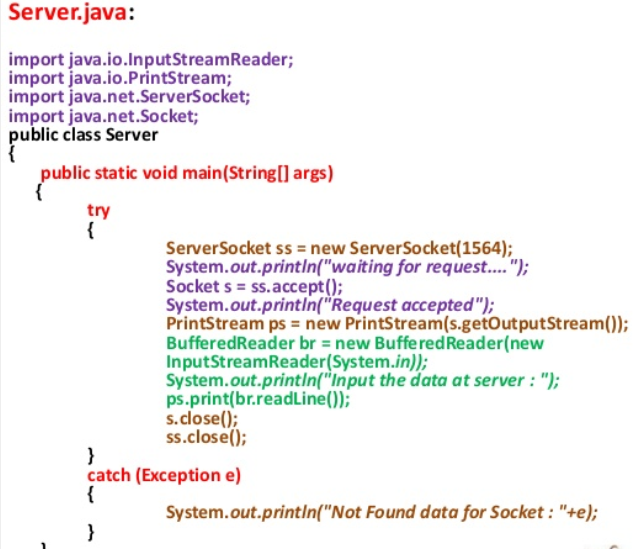 Server.java:
import java.io.InputStreamReader;
import java.io.PrintStream;
import java.net.ServerSocket;
import java.net.Socket;
public class Server
{
public static void main(String[] args)
{
try
{
ServerSocket ss = new ServerSocket(1564);
System.out.println("waiting for request....");
Socket s = ss.accept();
System.out.println("Request accepted");
PrintStream ps = new PrintStream(s.getOutputStream());
BufferedReader br = new BufferedReader(new
InputStreamReader(System.in));
System.out.println("Input the data at server : ");
ps.print(br.readLine());
s.close();
ss.close();
}
catch (Exception e)
{
System.out.println("Not Found data for Socket : "+e);
}
}